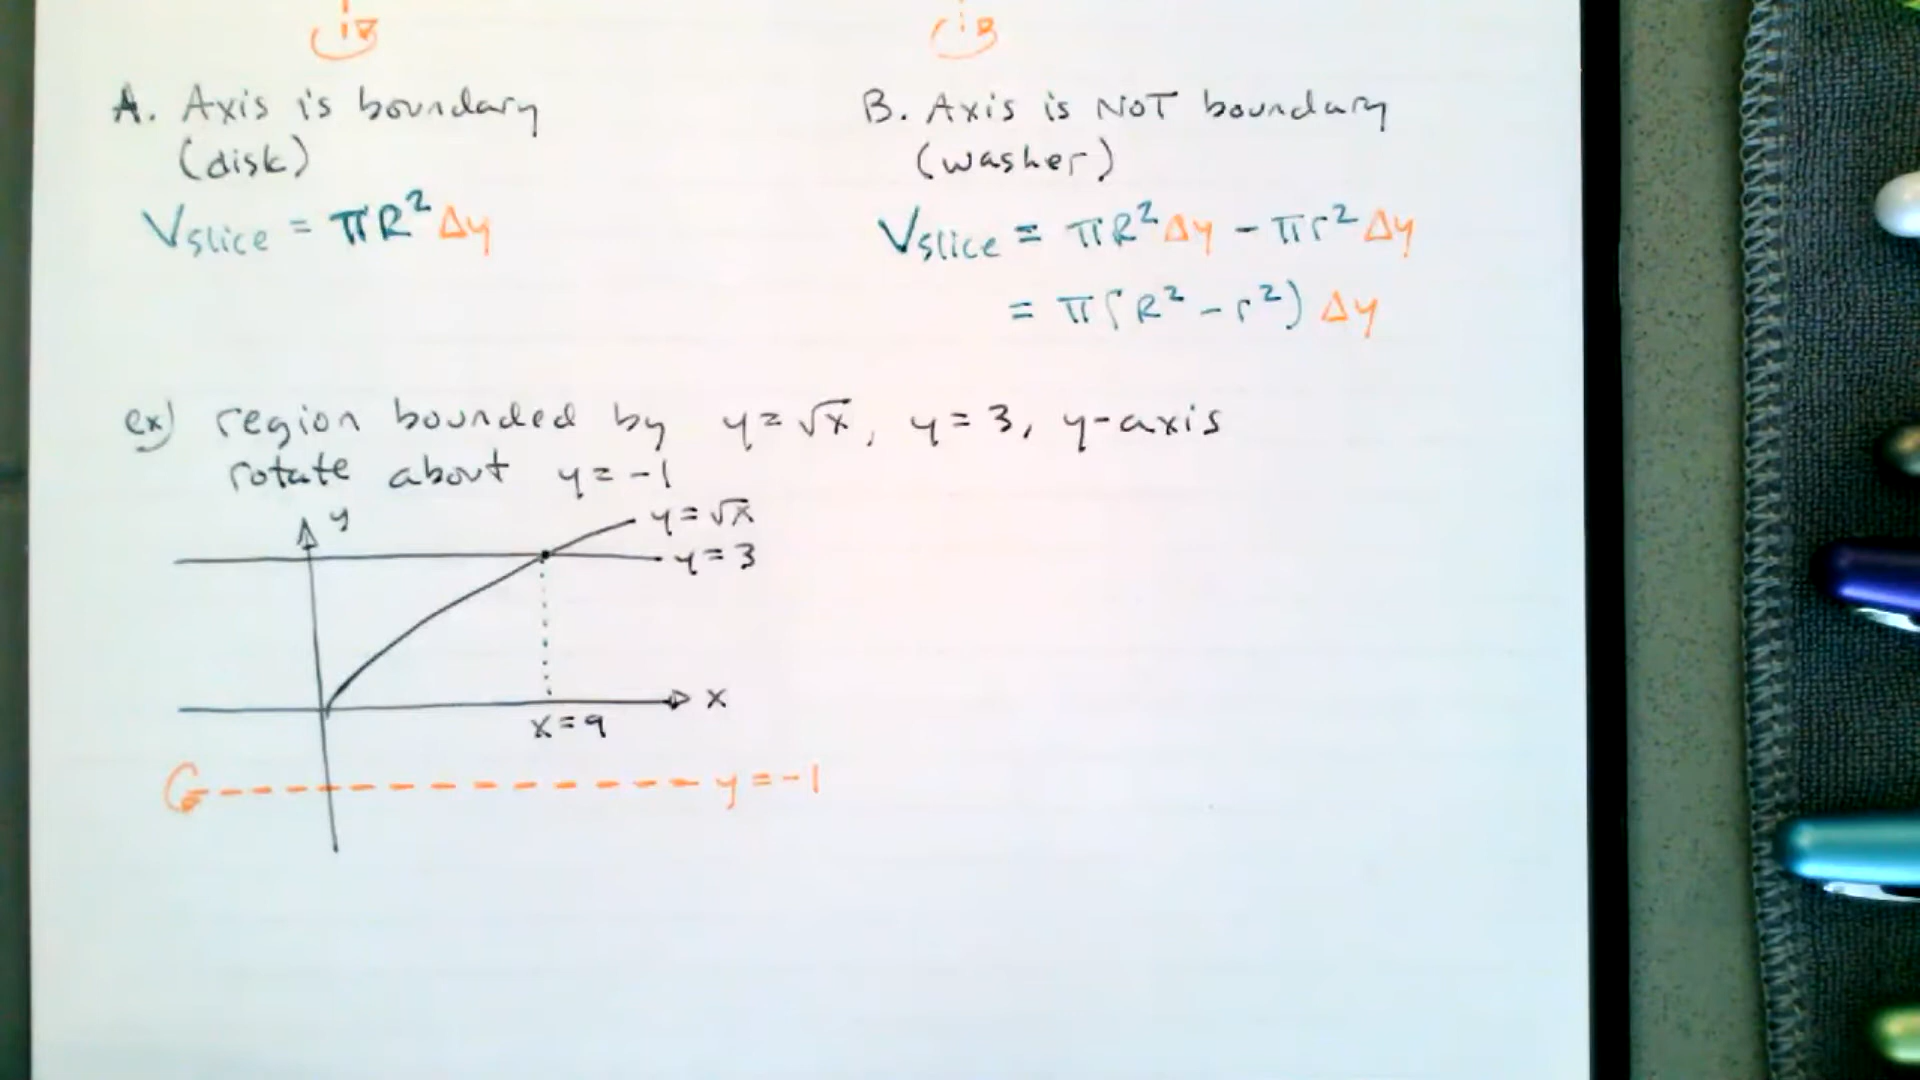 B
B
A. Axis is boundary
(disk)
Vslice = πR² Δy
B. Axis is NOT boundary
(washer)
Vslice = πR² Δy - πr² Δy
= π(R² - r²) Δy
ex) region bounded by y = √x, y = 3, y-axis
rotate about y = -1
y
y = √x
y = 3
x
x = 9
y = -1